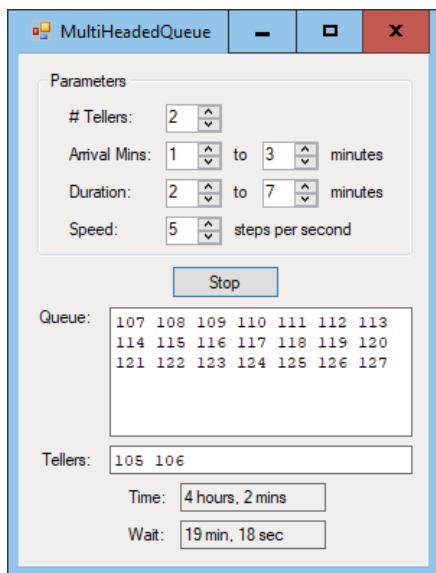 MultiHeadedQueue
Parameters
# Tellers: 2
Arrival Mins: 1 to 3 minutes
Duration: 2 to 7 minutes
Speed: 5 steps per second
Stop
Queue: 107 108 109 110 111 112 113
114 115 116 117 118 119 120
121 122 123 124 125 126 127
Tellers: 105 106
Time: 4 hours, 2 mins
Wait: 19 min, 18 sec